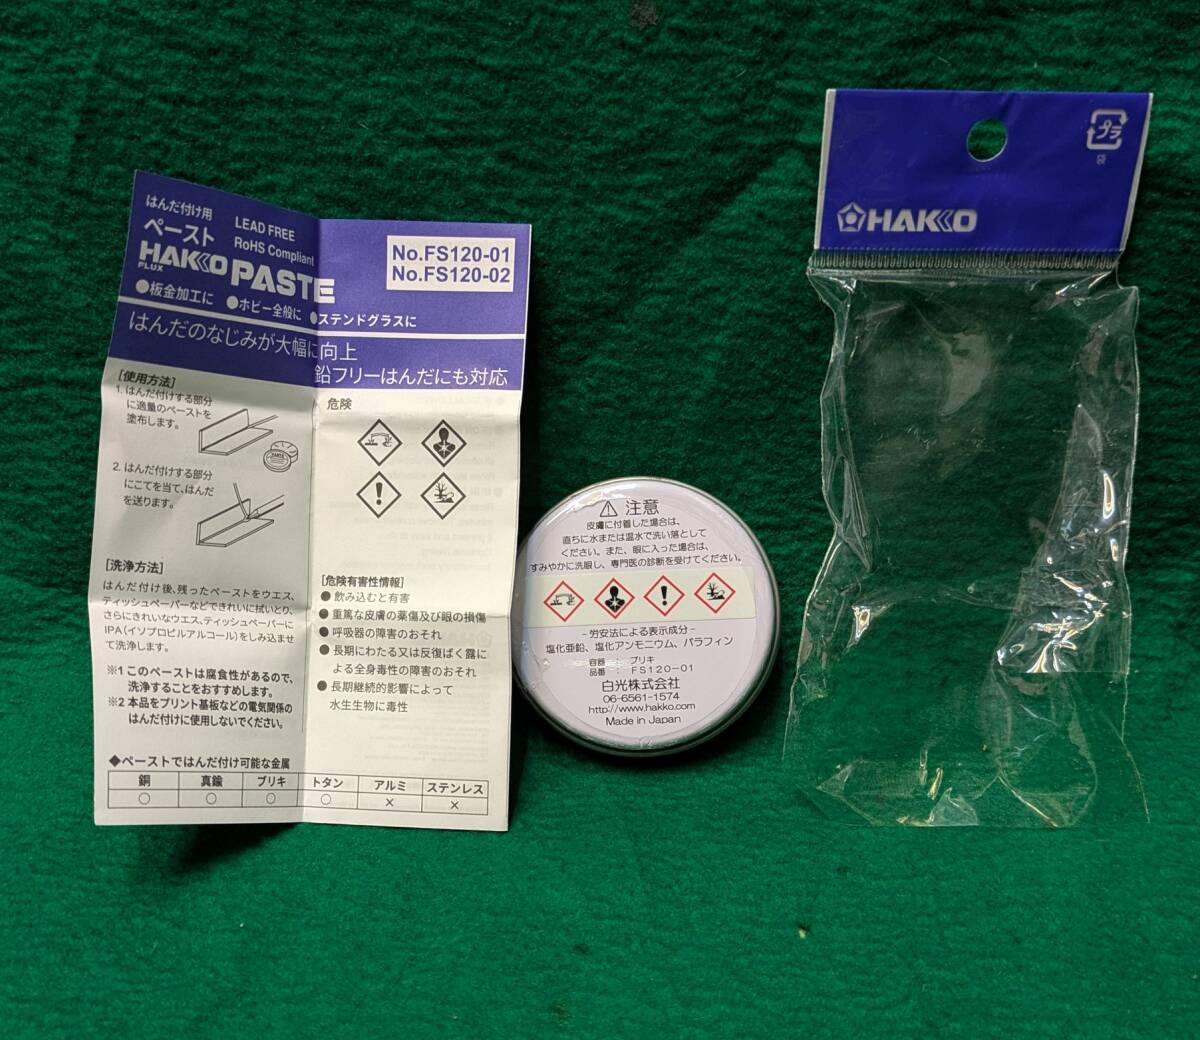 はんだ付け用
ペースト
LEAD FREE
RoHS Compliant
HAKKO PASTE
FLUX
No.FS120-01
No.FS120-02
●板金加工に ●ホビー全般に ●ステンドグラスに
はんだのなじみが大幅に向上
鉛フリーはんだにも対応
[使用方法]
1. はんだ付けする部分
に適量のペーストを
塗布します。
2. はんだ付けする部分
にこてを当て、はんだ
を送ります。
[洗浄方法]
はんだ付け後、残ったペーストをウエス、
ティッシュペーパーなどできれいに拭いとり、
さらにきれいなウエス、ティッシュペーパーに
IPA(イソプロピルアルコール)をしみ込ませ
て洗浄します。
※1 このペーストは腐食性があるので、
洗浄することをおすすめします。
※2 本品をプリント基板などの電気関係の
はんだ付けに使用しないでください。
危険
[危険有害性情報]
● 飲み込むと有害
● 重篤な皮膚の薬傷及び眼の損傷
● 呼吸器の障害のおそれ
● 長期にわたる又は反復ばく露に
よる全身毒性の障害のおそれ
● 長期継続的影響によって
水生生物に毒性
◆ペーストではんだ付け可能な金属
銅 真鍮 ブリキ トタン アルミ ステンレス
○ ○ ○ ○ × ×
注意
皮膚に付着した場合は、
直ちに水または温水で洗い落として
ください。また、眼に入った場合は、
すみやかに洗眼し、専門医の診断を受けてください。
- 労安法による表示成分 -
塩化亜鉛、塩化アンモニウム、パラフィン
容器 : ブリキ
品番 : FS120-01
白光株式会社
06-6561-1574
http://www.hakko.com
Made in Japan
プラ
HAKKO